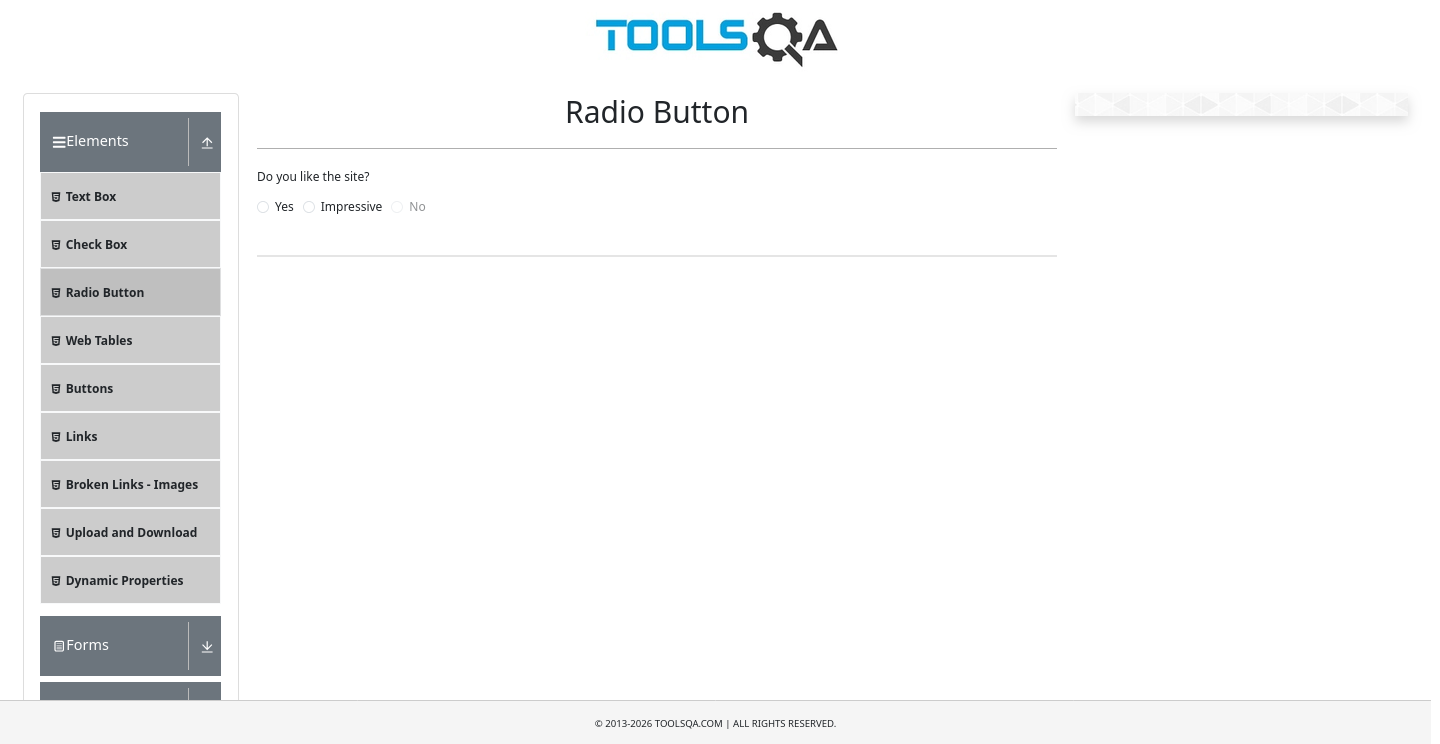 TOOLSQA
Elements
Text Box
Check Box
Radio Button
Web Tables
Buttons
Links
Broken Links - Images
Upload and Download
Dynamic Properties
Forms
Radio Button
Do you like the site?
Yes Impressive No
© 2013-2026 TOOLSQA.COM | ALL RIGHTS RESERVED.